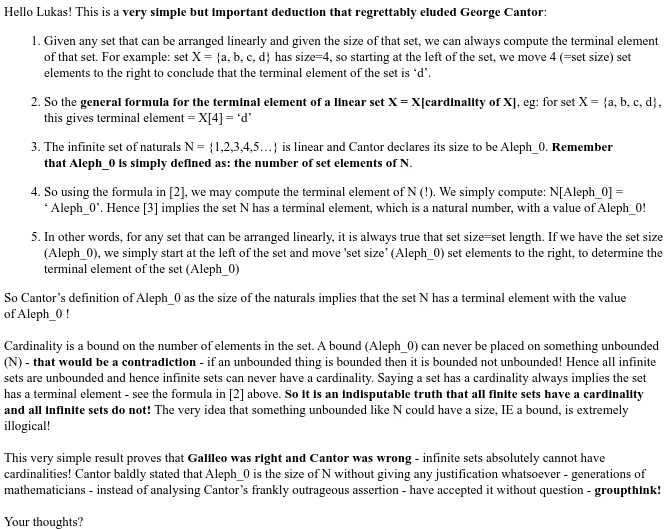 Hello Lukas! This is a very simple but important deduction that regrettably eluded George Cantor:
1. Given any set that can be arranged linearly and given the size of that set, we can always compute the terminal element
of that set. For example: set X = {a, b, c, d} has size=4, so starting at the left of the set, we move 4 (=set size) set
elements to the right to conclude that the terminal element of the set is ‘d’.
2. So the general formula for the terminal element of a linear set X = X[cardinality of X], eg: for set X = {a, b, c, d},
this gives terminal element = X[4] = ‘d’
3. The infinite set of naturals N = {1,2,3,4,5…} is linear and Cantor declares its size to be Aleph_0. Remember
that Aleph_0 is simply defined as: the number of set elements of N.
4. So using the formula in [2], we may compute the terminal element of N (!). We simply compute: N[Aleph_0] =
‘ Aleph_0’. Hence [3] implies the set N has a terminal element, which is a natural number, with a value of Aleph_0!
5. In other words, for any set that can be arranged linearly, it is always true that set size=set length. If we have the set size
(Aleph_0), we simply start at the left of the set and move 'set size’ (Aleph_0) set elements to the right, to determine the
terminal element of the set (Aleph_0)
So Cantor’s definition of Aleph_0 as the size of the naturals implies that the set N has a terminal element with the value
of Aleph_0 !
Cardinality is a bound on the number of elements in the set. A bound (Aleph_0) can never be placed on something unbounded
(N) - that would be a contradiction - if an unbounded thing is bounded then it is bounded not unbounded! Hence all infinite
sets are unbounded and hence infinite sets can never have a cardinality. Saying a set has a cardinality always implies the set
has a terminal element - see the formula in [2] above. So it is an indisputable truth that all finite sets have a cardinality
and all infinite sets do not! The very idea that something unbounded like N could have a size, IE a bound, is extremely
illogical!
This very simple result proves that Galileo was right and Cantor was wrong - infinite sets absolutely cannot have
cardinalities! Cantor baldly stated that Aleph_0 is the size of N without giving any justification whatsoever - generations of
mathematicians - instead of analysing Cantor’s frankly outrageous assertion - have accepted it without question - groupthink!
Your thoughts?